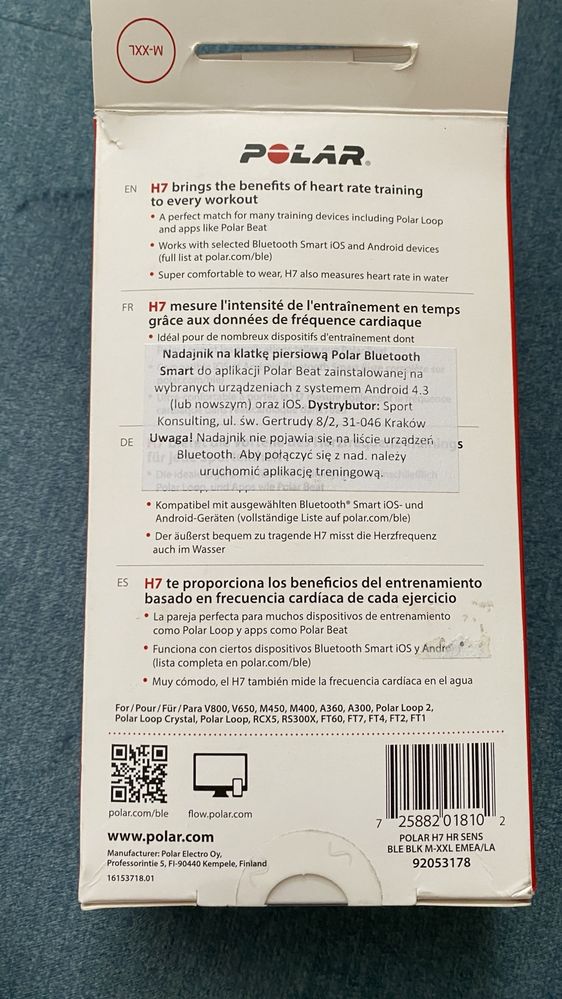 M-XXL
POLAR®
EN H7 brings the benefits of heart rate training
to every workout
• A perfect match for many training devices including Polar Loop
and apps like Polar Beat
• Works with selected Bluetooth Smart iOS and Android devices
(full list at polar.com/ble)
• Super comfortable to wear, H7 also measures heart rate in water
FR H7 mesure l'intensité de l'entraînement en temps
grâce aux données de fréquence cardiaque
• Idéal pour de nombreux dispositifs d'entraînement dont
Nadajnik na klatkę piersiową Polar Bluetooth
Smart do aplikacji Polar Beat zainstalowanej na
wybranych urządzeniach z systemem Android 4.3
(lub nowszym) oraz iOS. Dystrybutor: Sport
Konsulting, ul. św. Gertrudy 8/2, 31-046 Kraków
Uwaga! Nadajnik nie pojawia się na liście urządzeń
Bluetooth. Aby połączyć się z nad. należy
uruchomić aplikację treningową.
DE
• Kompatibel mit ausgewählten Bluetooth® Smart iOS- und
Android-Geräten (vollständige Liste auf polar.com/ble)
• Der äußerst bequem zu tragende H7 misst die Herzfrequenz
auch im Wasser
ES H7 te proporciona los beneficios del entrenamiento
basado en frecuencia cardíaca de cada ejercicio
• La pareja perfecta para muchos dispositivos de entrenamiento
como Polar Loop y apps como Polar Beat
• Funciona con ciertos dispositivos Bluetooth Smart iOS y
(lista completa en polar.com/ble)
• Muy cómodo, el H7 también mide la frecuencia cardíaca en el agua
For / Pour / Für / Para V800, V650, M450, M400, A360, A300, Polar Loop 2,
Polar Loop Crystal, Polar Loop, RCX5, RS300X, FT60, FT7, FT4, FT2, FT1
polar.com/ble
flow.polar.com
www.polar.com
Manufacturer: Polar Electro Oy,
Professorintie 5, FI-90440 Kempele, Finland
16153718.01
7 25882 01810 2
POLAR H7 HR SENS
BLE BLK M-XXL EMEA/LA
92053178